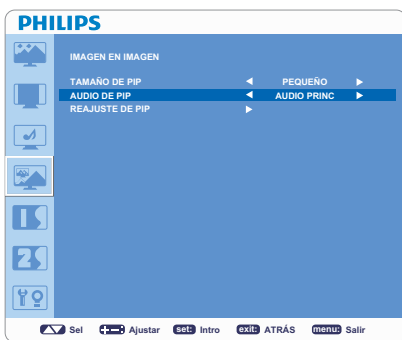 PHILIPS
IMAGEN EN IMAGEN
TAMAÑO DE PIP PEQUEÑO
AUDIO DE PIP AUDIO PRINC
REAJUSTE DE PIP
Sel Ajustar set: Intro exit: ATRÁS menu: Salir